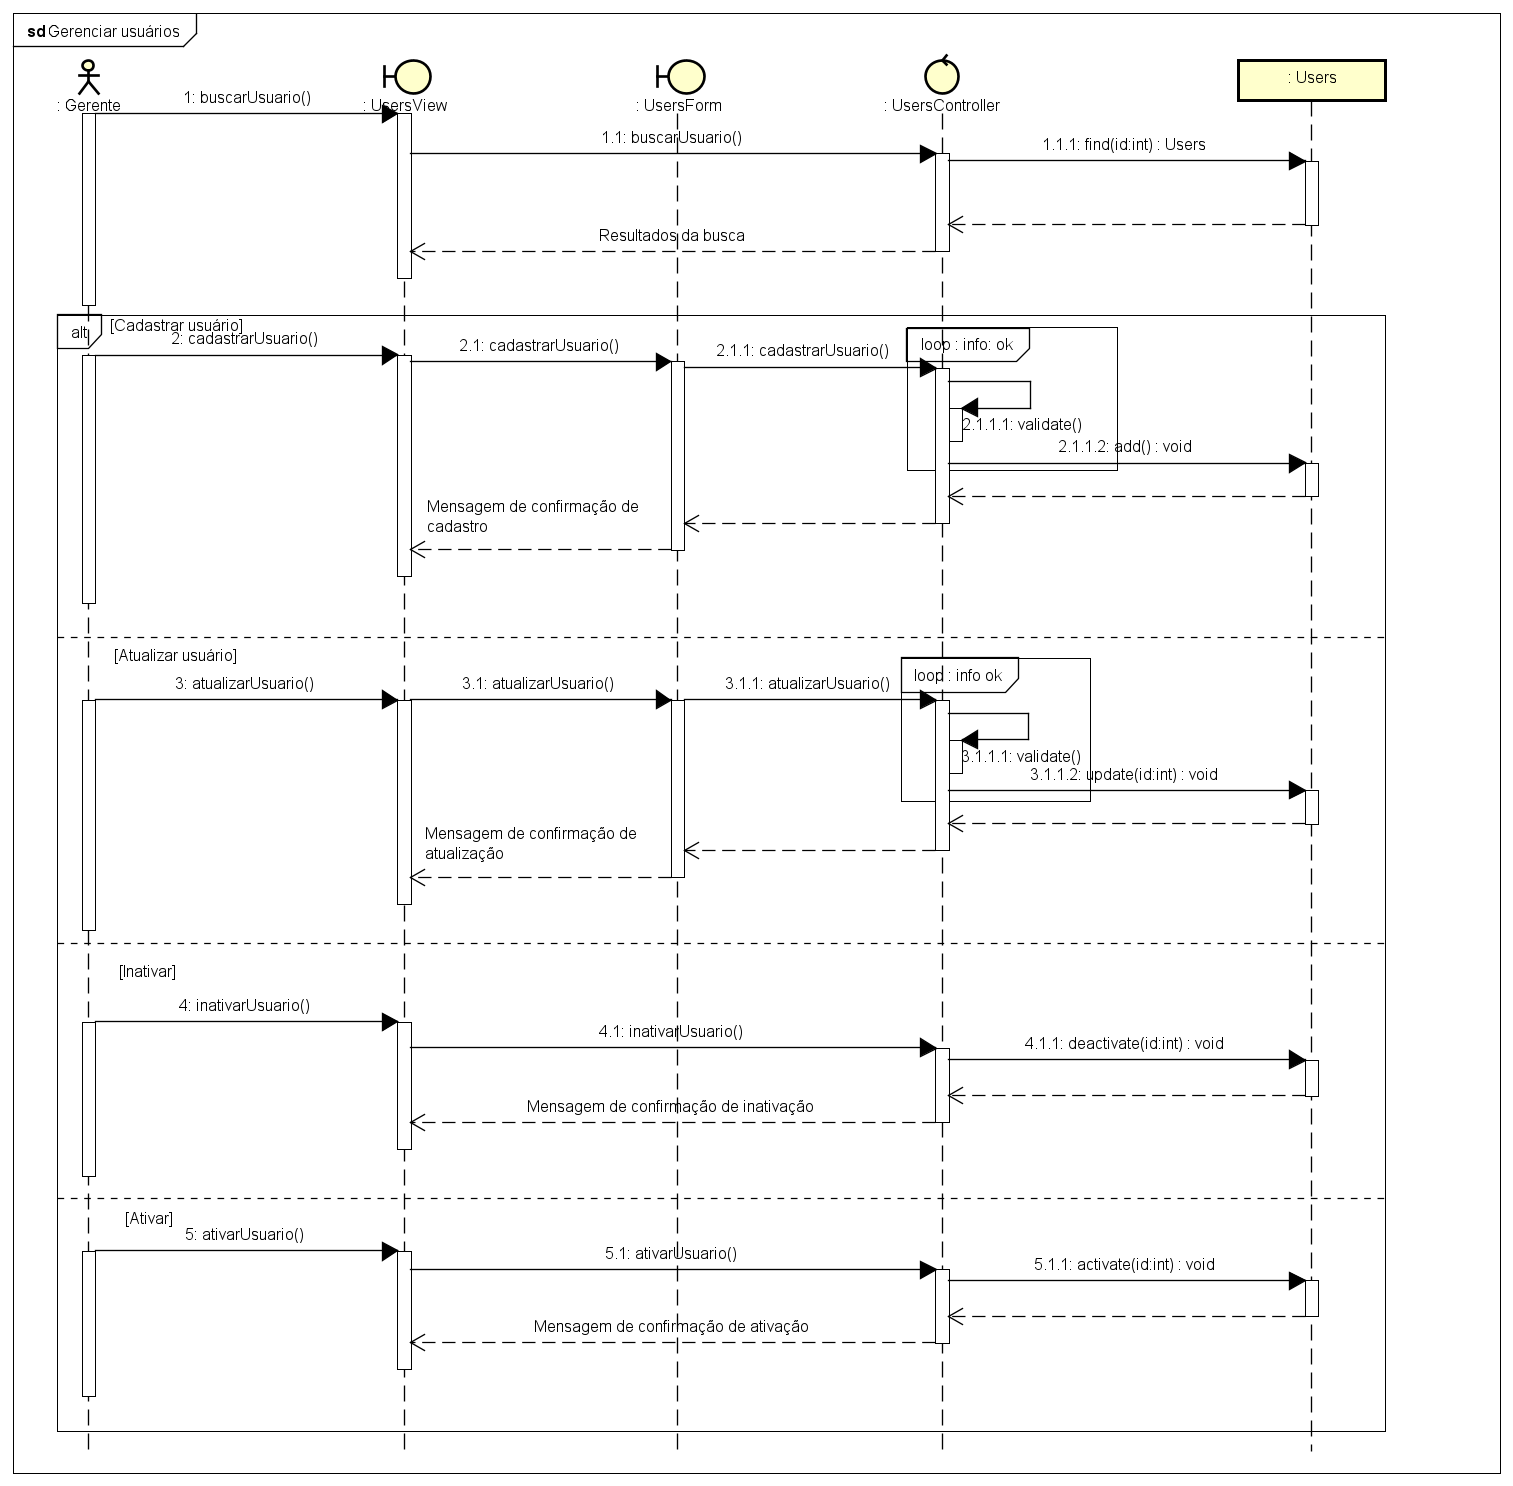 sd Gerenciar usuários
: Gerente
: UsersView
: UsersForm
: UsersController
: Users
1: buscarUsuario()
1.1: buscarUsuario()
1.1.1: find(id:int) : Users
Resultados da busca
alt
[Cadastrar usuário]
loop : info: ok
2: cadastrarUsuario()
2.1: cadastrarUsuario()
2.1.1: cadastrarUsuario()
2.1.1.1: validate()
2.1.1.2: add() : void
Mensagem de confirmação de
cadastro
[Atualizar usuário]
loop : info ok
3: atualizarUsuario()
3.1: atualizarUsuario()
3.1.1: atualizarUsuario()
3.1.1.1: validate()
3.1.1.2: update(id:int) : void
Mensagem de confirmação de
atualização
[Inativar]
4: inativarUsuario()
4.1: inativarUsuario()
4.1.1: deactivate(id:int) : void
Mensagem de confirmação de inativação
[Ativar]
5: ativarUsuario()
5.1: ativarUsuario()
5.1.1: activate(id:int) : void
Mensagem de confirmação de ativação